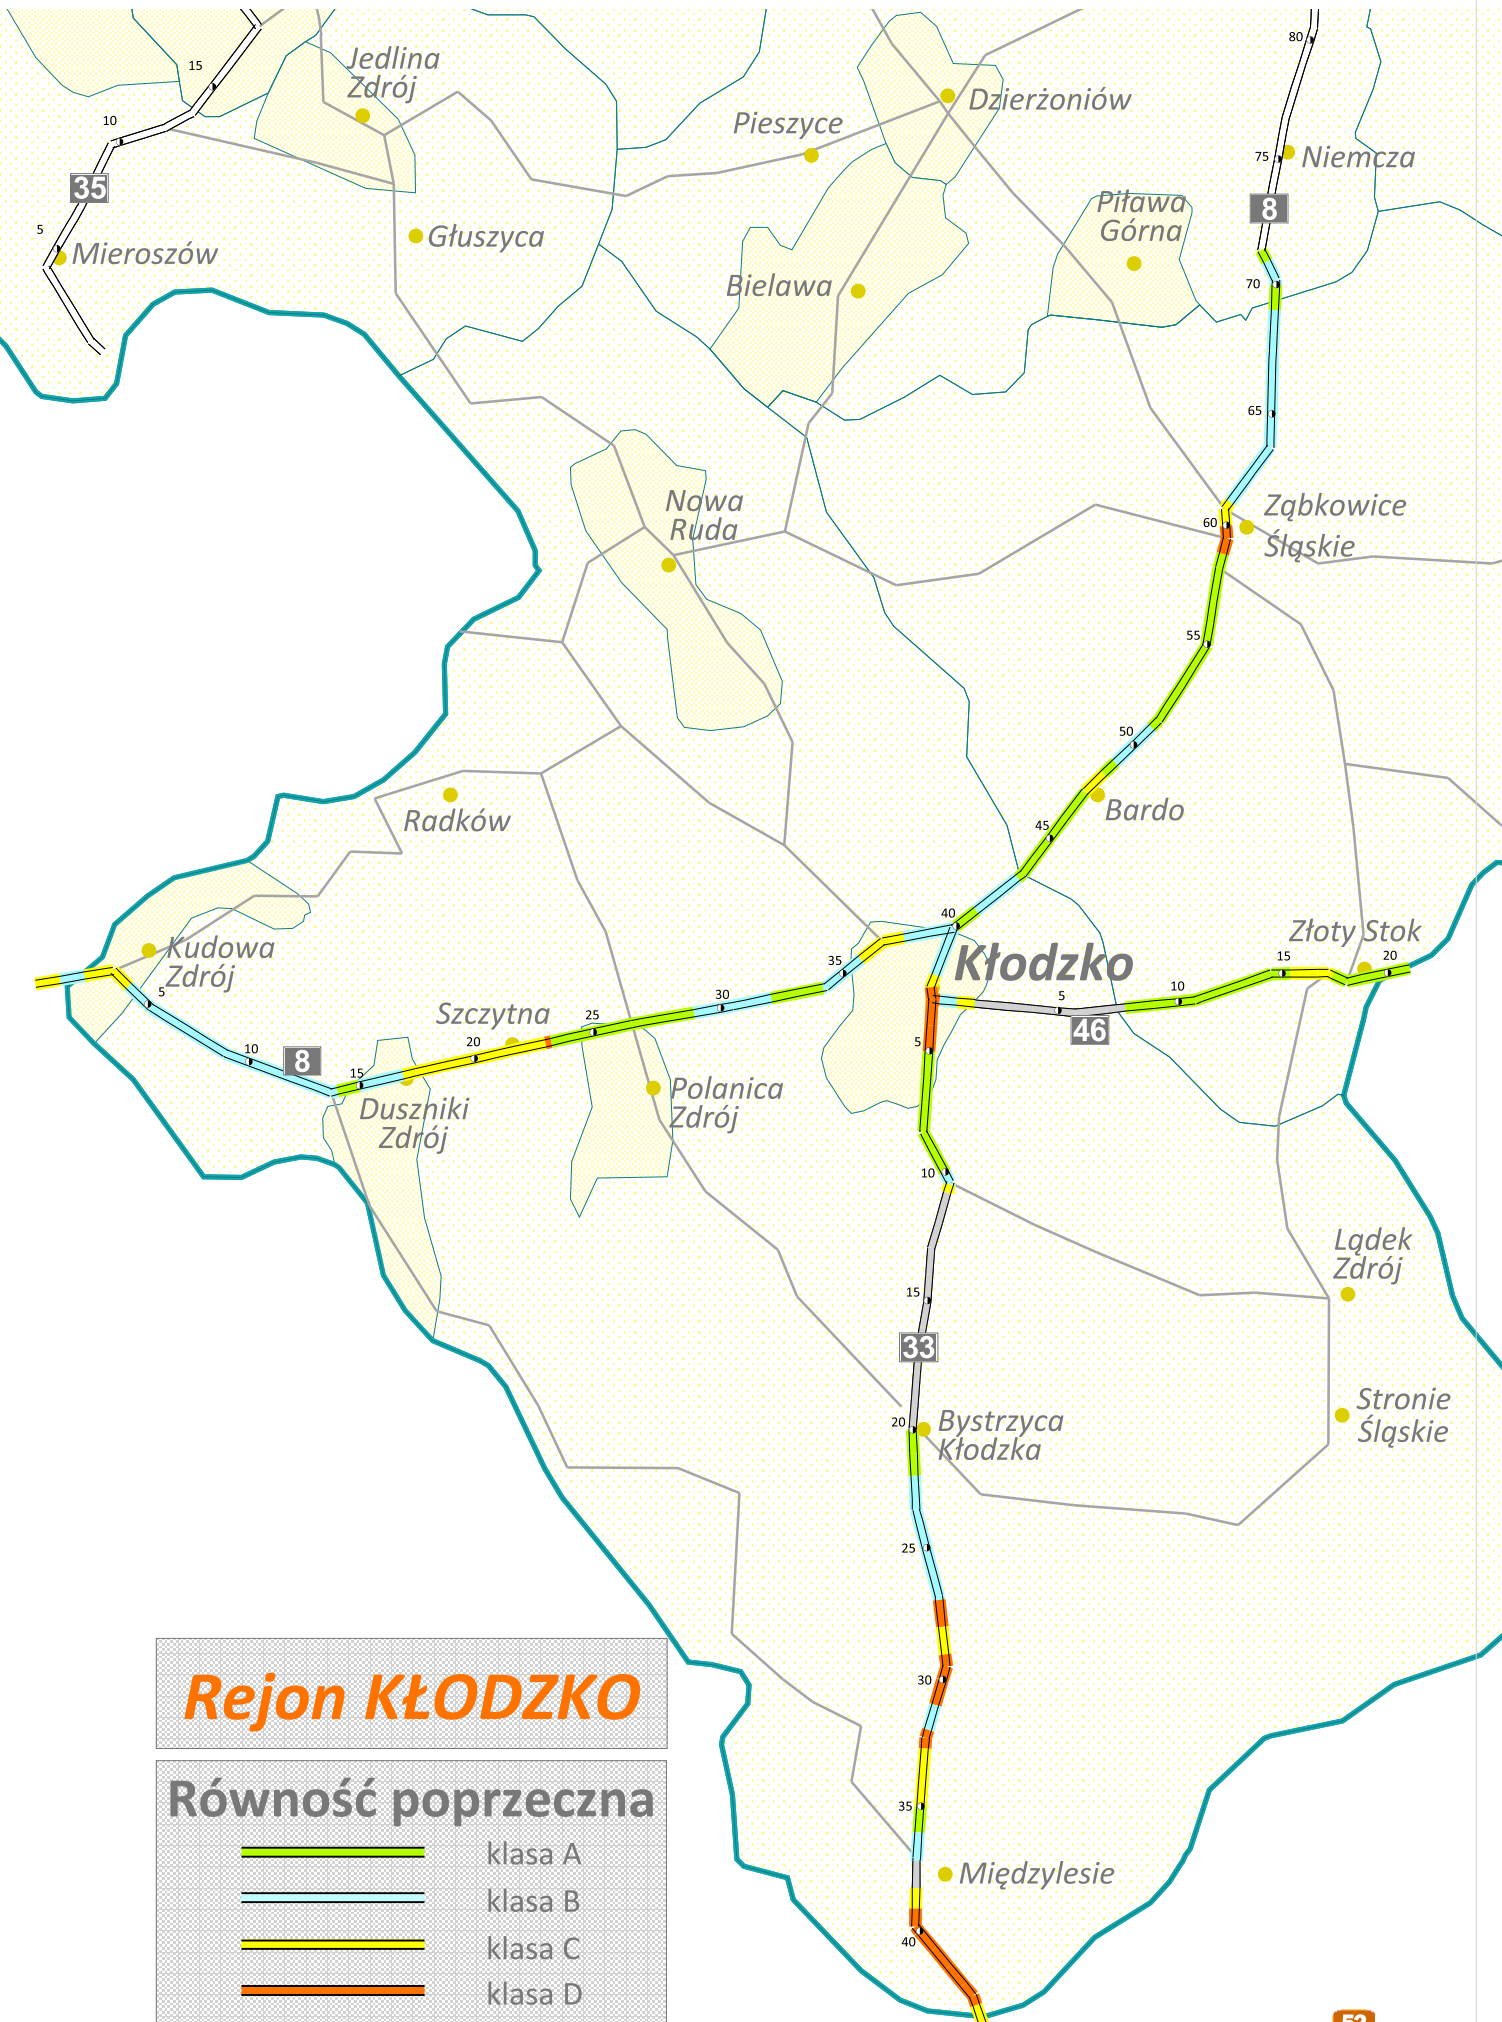 80
Jedlina
Zdrój
15
Dzierżoniów
10
Pieszyce
75
Niemcza
35
8
Piława
Górna
5
Mieroszów
Głuszyca
70
Bielawa
65
Nowa
Ruda
Ząbkowice
Śląskie
60
55
50
Radków
Bardo
45
40
Kłodzko
Złoty Stok
Kudowa
Zdrój
35
15
20
5
30
10
5
46
Szczytna
25
20
5
10
8
15
Duszniki
Zdrój
Polanica
Zdrój
10
Lądek
Zdrój
15
33
Stronie
Śląskie
20
Bystrzyca
Kłodzka
25
30
Rejon KŁODZKO
35
Równość poprzeczna
klasa A
Międzylesie
klasa B
40
klasa C
klasa D